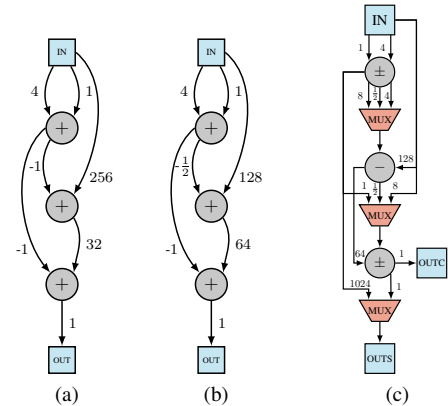 IN
4
1
+
-1
256
+
32
-1
+
1
OUT
(a)
IN
4
1
+
-1/2
128
+
64
-1
+
1
OUT
(b)
IN
1
4
±
8
1/2
4
MUX
−
128
1
1/2
8
MUX
64
±
1
OUTC
1024
1
MUX
OUTS
(c)